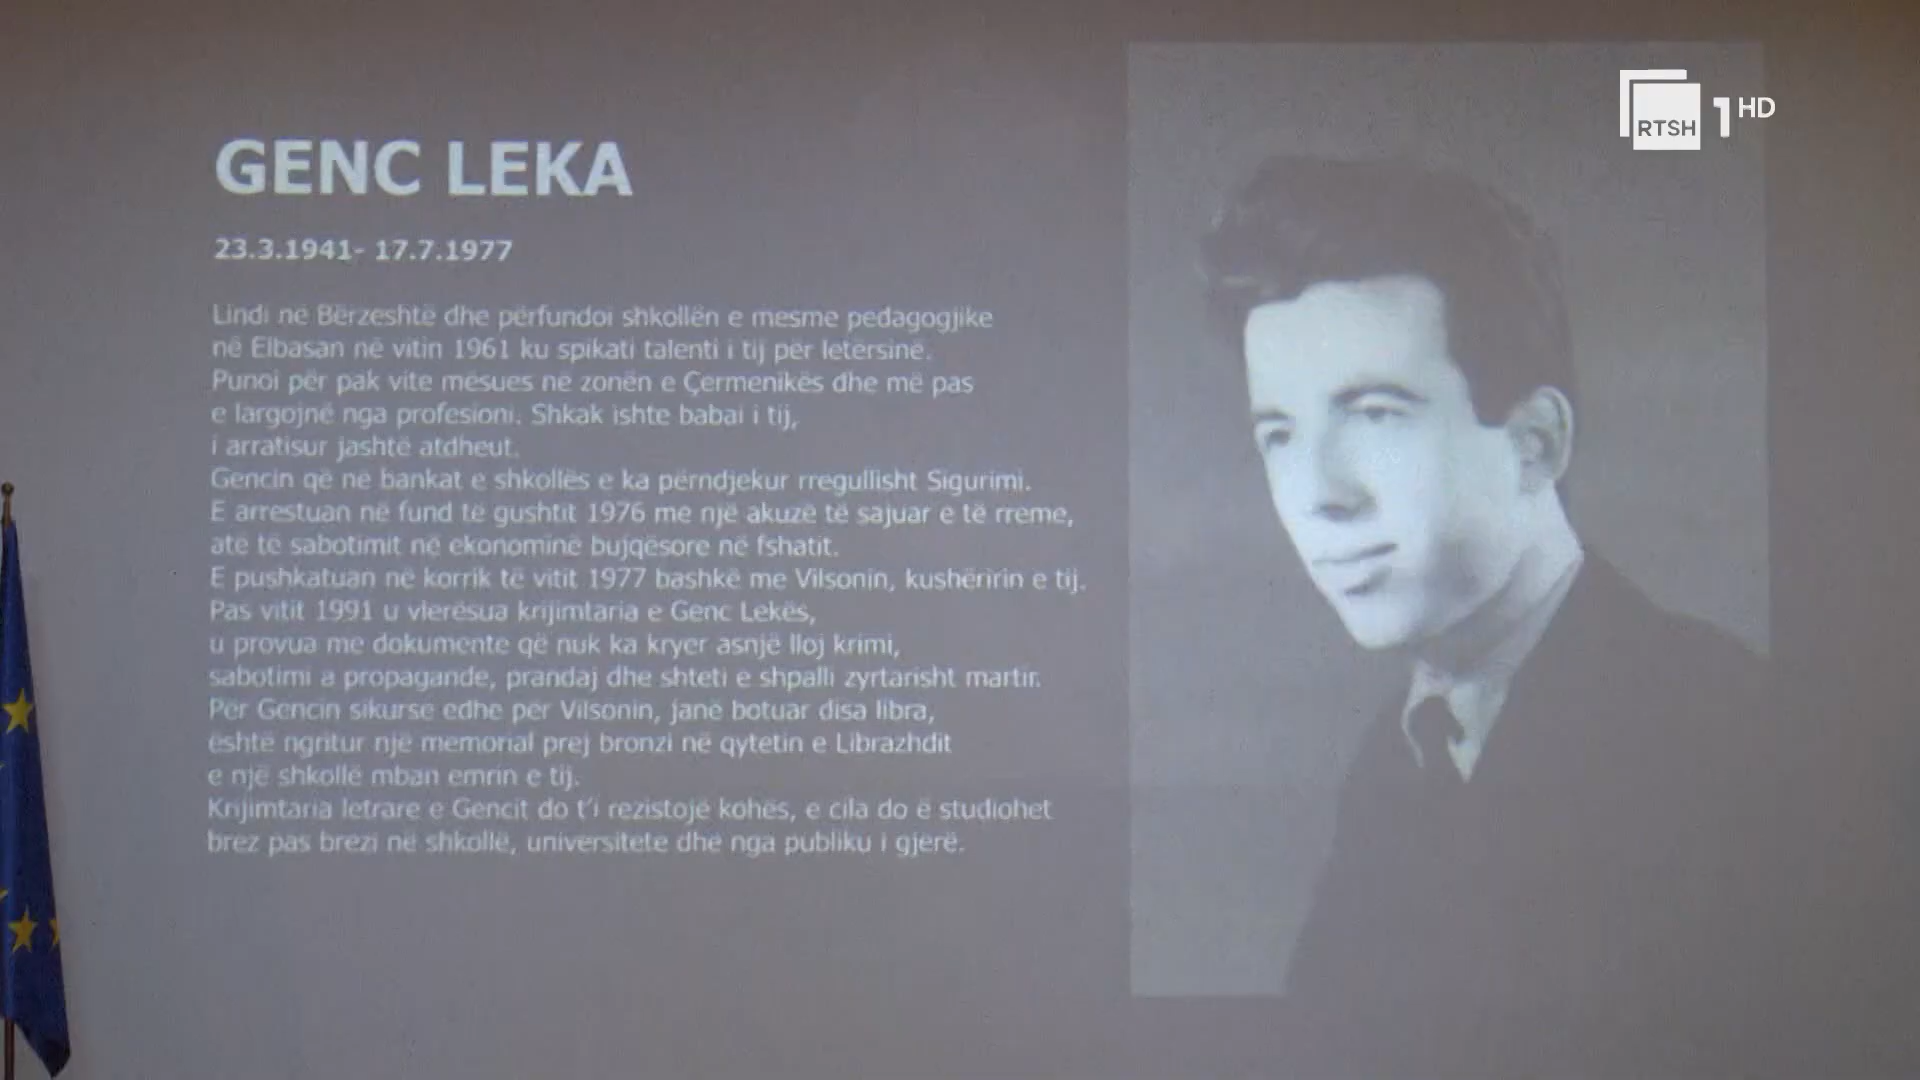 GENC LEKA
23.3.1941- 17.7.1977
Lindi në Bërzeshtë dhe përfundoi shkollën e mesme pedagogjike
në Elbasan në vitin 1961 ku spikati talenti i tij për letërsinë.
Punoi për pak vite mësues në zonën e Çermenikës dhe më pas
e largojnë nga profesioni. Shkak ishte babai i tij,
i arratisur jashtë atdheut.
Gencin që në bankat e shkollës e ka përndjekur rregullisht Sigurimi.
E arrestuan në fund të gushtit 1976 me një akuzë të sajuar e të rreme,
atë të sabotimit në ekonominë bujqësore në fshatit.
E pushkatuan në korrik të vitit 1977 bashkë me Vilsonin, kushëririn e tij.
Pas vitit 1991 u vlerësua krijimtaria e Genc Lekës,
u provua me dokumente që nuk ka kryer asnjë lloj krimi,
sabotimi a propagande, prandaj dhe shteti e shpalli zyrtarisht martir.
Për Gencin sikurse edhe për Vilsonin, janë botuar disa libra,
është ngritur një memorial prej bronzi në qytetin e Librazhdit
e një shkollë mban emrin e tij.
Krijimtaria letrare e Gencit do t'i rezistojë kohës, e cila do ë studiohet
brez pas brezi në shkollë, universitete dhe nga publiku i gjerë.
RTSH 1 HD